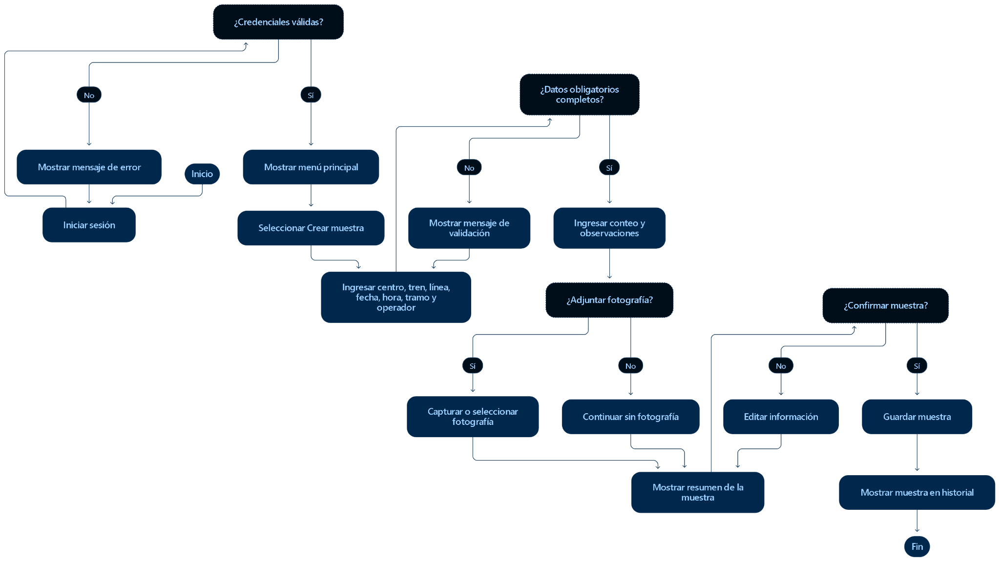 ¿Credenciales válidas?
No
Sí
¿Datos obligatorios
completos?
Mostrar mensaje de error
Inicio
Mostrar menú principal
No
Sí
Iniciar sesión
Seleccionar Crear muestra
Mostrar mensaje de
validación
Ingresar conteo y
observaciones
Ingresar centro, tren, línea,
fecha, hora, tramo y
operador
¿Adjuntar fotografía?
¿Confirmar muestra?
Sí
No
No
Sí
Capturar o seleccionar
fotografía
Continuar sin fotografía
Editar información
Guardar muestra
Mostrar resumen de la
muestra
Mostrar muestra en historial
Fin